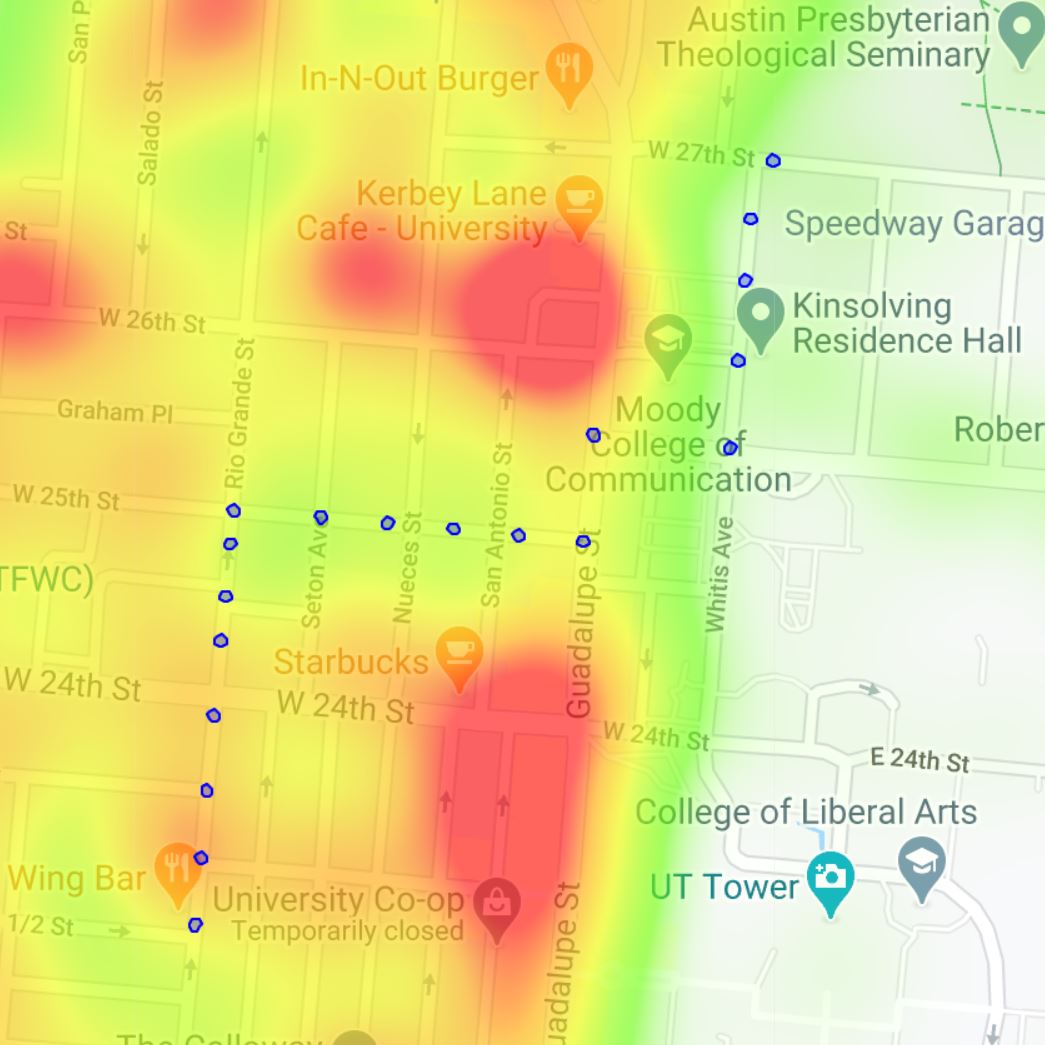 San P
Austin Presbyterian
Theological Seminary
In-N-Out Burger
Salado St
W 27th St
Kerbey Lane
Cafe - University
St
Speedway Garag
W 26th St
Kinsolving
Residence Hall
Rio Grande St
Graham Pl
Moody
College of
Communication
Rober
W 25th St
San Antonio St
Seton Ave
Nueces St
Guadalupe St
Whitis Ave
TFWC)
Starbucks
W 24th St
W 24th St
W 24th St
E 24th St
College of Liberal Arts
Wing Bar
UT Tower
University Co-op
Temporarily closed
1/2 St
uadalupe St
The Callaway